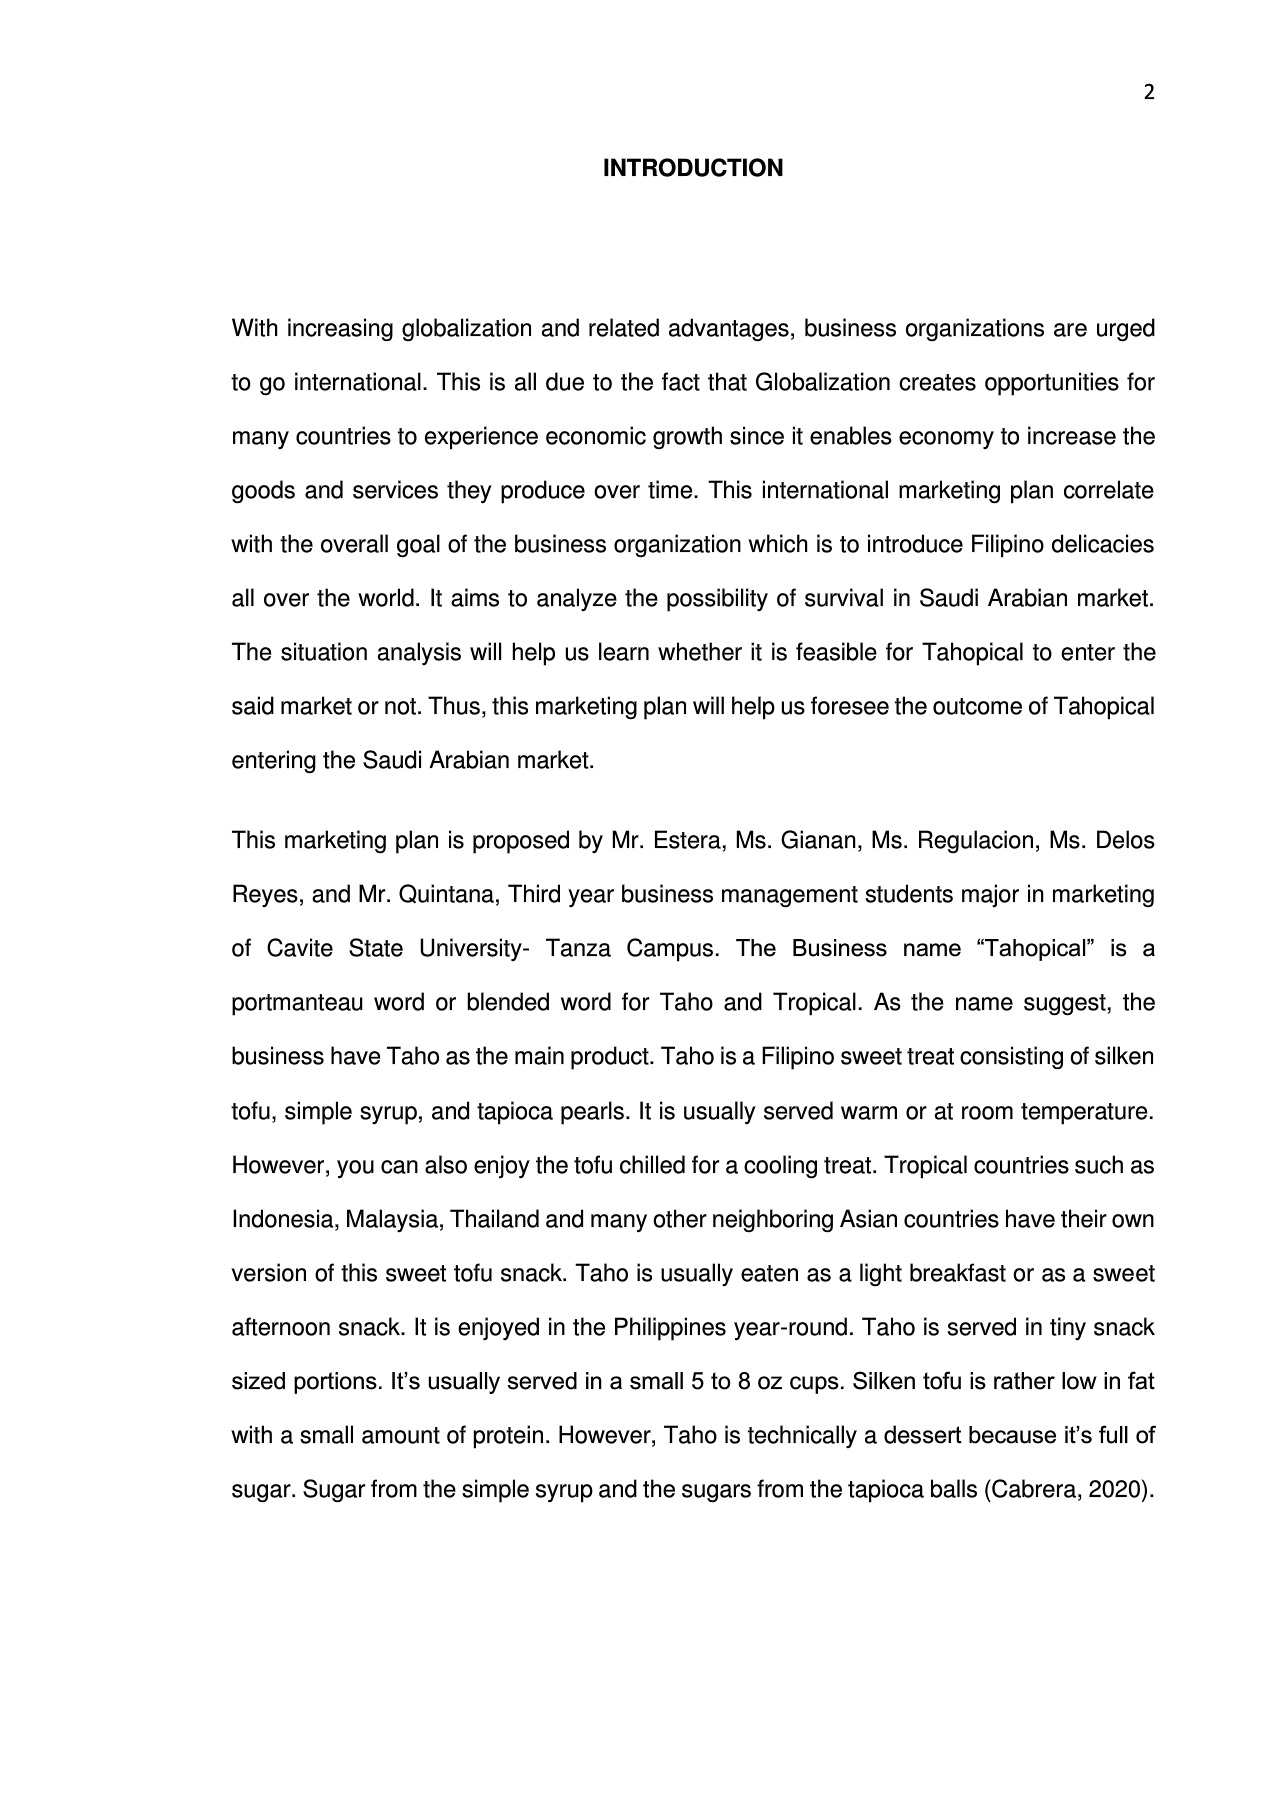 2
INTRODUCTION
With increasing globalization and related advantages, business organizations are urged
to go international. This is all due to the fact that Globalization creates opportunities for
many countries to experience economic growth since it enables economy to increase the
goods and services they produce over time. This international marketing plan correlate
with the overall goal of the business organization which is to introduce Filipino delicacies
all over the world. It aims to analyze the possibility of survival in Saudi Arabian market.
The situation analysis will help us learn whether it is feasible for Tahopical to enter the
said market or not. Thus, this marketing plan will help us foresee the outcome of Tahopical
entering the Saudi Arabian market.
This marketing plan is proposed by Mr. Estera, Ms. Gianan, Ms. Regulacion, Ms. Delos
Reyes, and Mr. Quintana, Third year business management students major in marketing
of Cavite State University- Tanza Campus. The Business name “Tahopical” is a
portmanteau word or blended word for Taho and Tropical. As the name suggest, the
business have Taho as the main product. Taho is a Filipino sweet treat consisting of silken
tofu, simple syrup, and tapioca pearls. It is usually served warm or at room temperature.
However, you can also enjoy the tofu chilled for a cooling treat. Tropical countries such as
Indonesia, Malaysia, Thailand and many other neighboring Asian countries have their own
version of this sweet tofu snack. Taho is usually eaten as a light breakfast or as a sweet
afternoon snack. It is enjoyed in the Philippines year-round. Taho is served in tiny snack
sized portions. It’s usually served in a small 5 to 8 oz cups. Silken tofu is rather low in fat
with a small amount of protein. However, Taho is technically a dessert because it’s full of
sugar. Sugar from the simple syrup and the sugars from the tapioca balls (Cabrera, 2020).